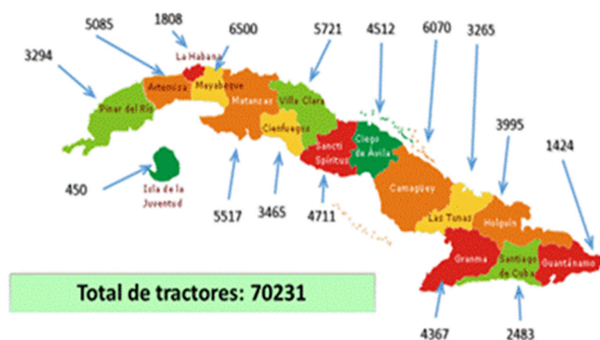 1808
5085
6500
5721
4512
6070
3265
3294
La Habana
Artemisa
Mayabeque
Pinar del Río
Matanzas
Villa Clara
3995
1424
Cienfuegos
Sancti
Spíritus
Ciego
de Ávila
450
Isla de la
Juventud
5517
3465
4711
Camagüey
Las Tunas
Holguín
Granma
Santiago
de Cuba
Guantánamo
Total de tractores: 70231
4367
2483